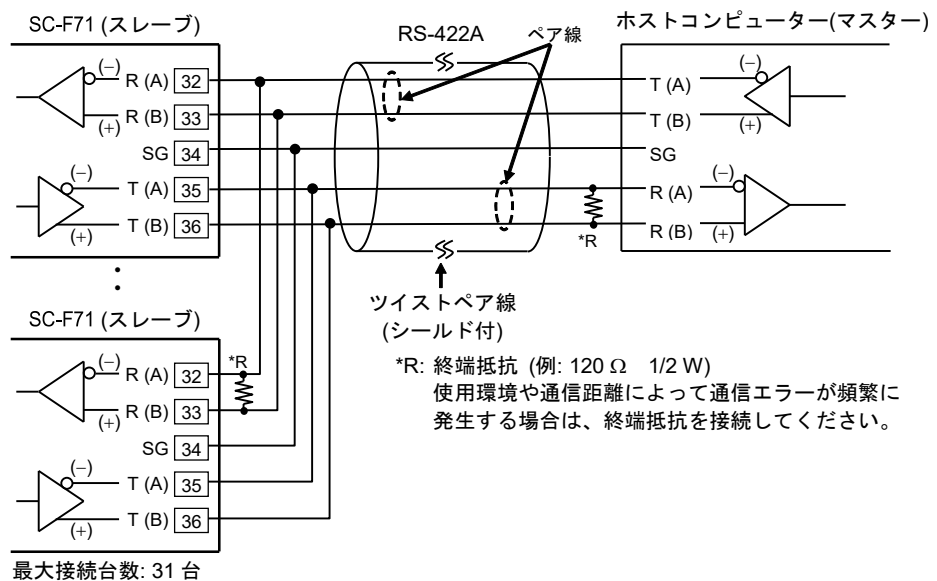 SC-F71 (スレーブ)
RS-422A
ペア線
ホストコンピューター(マスター)
(−)
R (A) 32
R (B) 33
(+)
SG 34
(−)
T (A) 35
T (B) 36
(+)
(−)
T (A)
T (B)
(+)
SG
(−)
R (A)
R (B)
(+)
*R
ツイストペア線
(シールド付)
SC-F71 (スレーブ)
(−)
R (A) 32
*R
R (B) 33
(+)
SG 34
(−)
T (A) 35
T (B) 36
(+)
*R: 終端抵抗 (例: 120 Ω 1/2 W)
使用環境や通信距離によって通信エラーが頻繁に
発生する場合は、終端抵抗を接続してください。
最大接続台数: 31 台